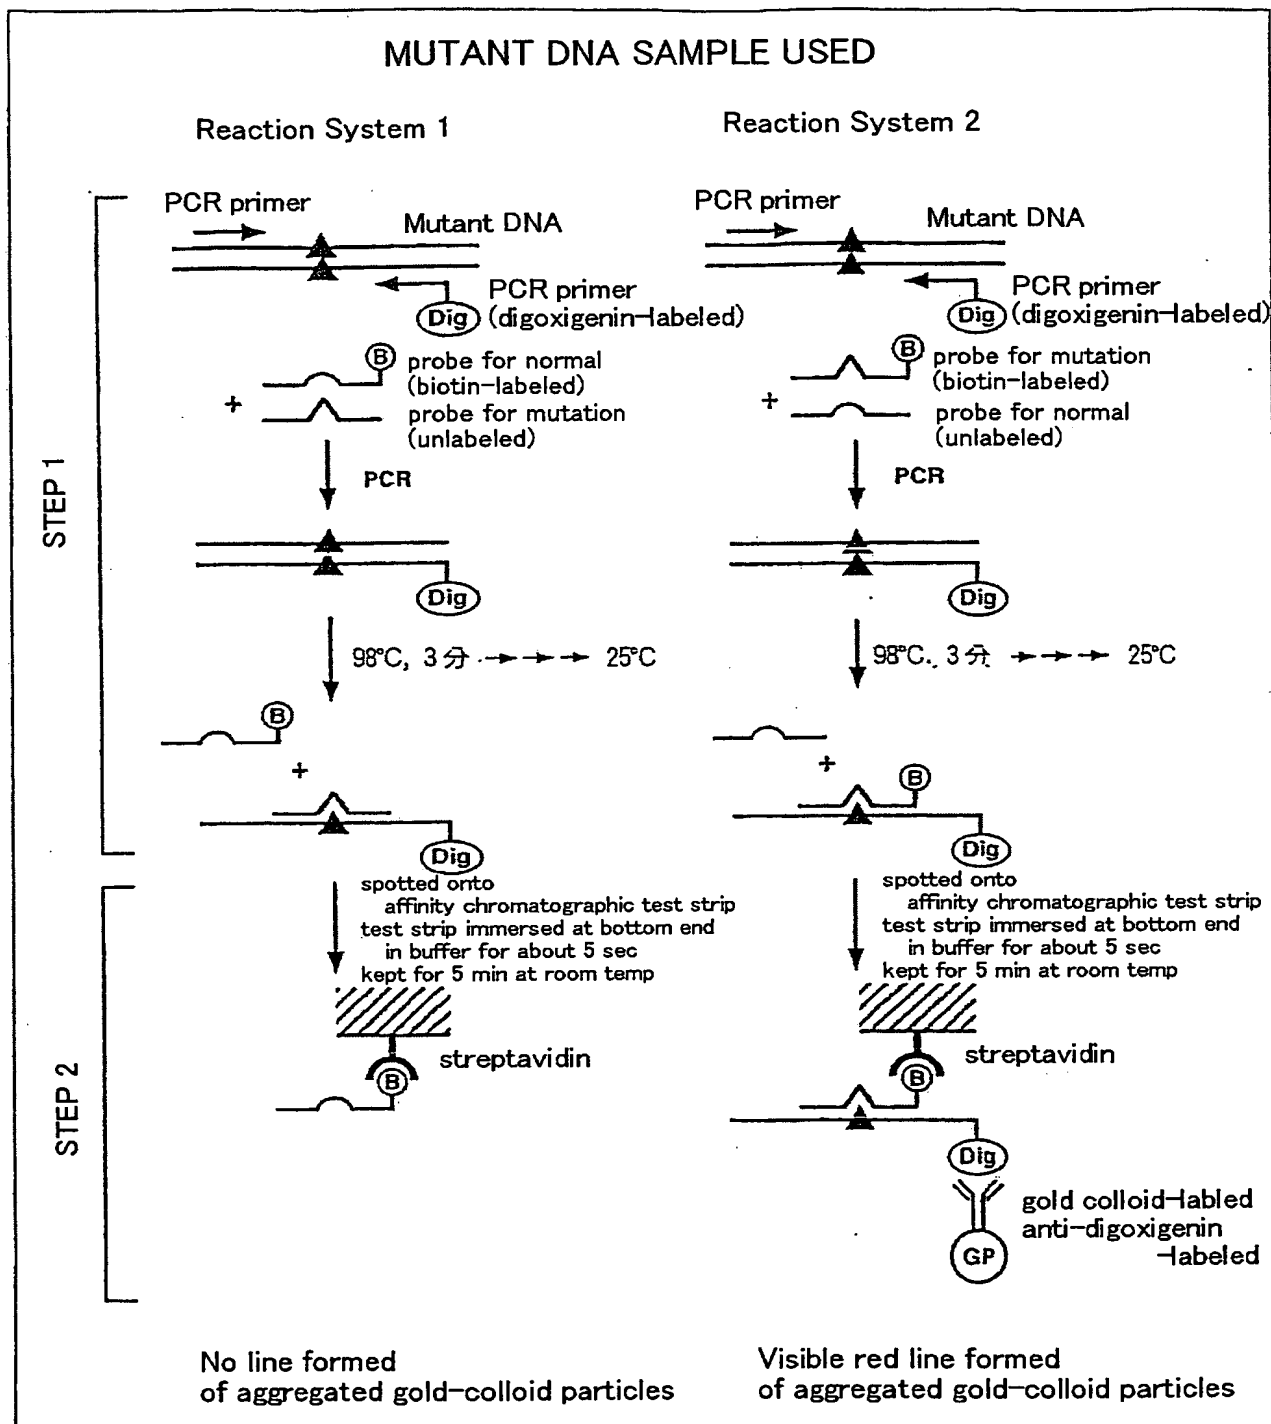 MUTANT DNA SAMPLE USED
Reaction System 1
PCR primer
Mutant DNA
PCR primer
(digoxigenin-labeled)
Dig
B
probe for normal
(biotin-labeled)
+
probe for mutation
(unlabeled)
PCR
Dig
98°C, 3分 25°C
B
+
Dig
spotted onto
affinity chromatographic test strip
test strip immersed at bottom end
in buffer for about 5 sec
kept for 5 min at room temp
streptavidin
B
No line formed
of aggregated gold-colloid particles
Reaction System 2
PCR primer
Mutant DNA
PCR primer
(digoxigenin-labeled)
Dig
B
probe for mutation
(biotin-labeled)
+
probe for normal
(unlabeled)
PCR
Dig
98°C. 3分 25°C
+
B
Dig
spotted onto
affinity chromatographic test strip
test strip immersed at bottom end
in buffer for about 5 sec
kept for 5 min at room temp
streptavidin
B
Dig
gold colloid-labled
anti-digoxigenin
-labeled
GP
Visible red line formed
of aggregated gold-colloid particles
STEP 1
STEP 2